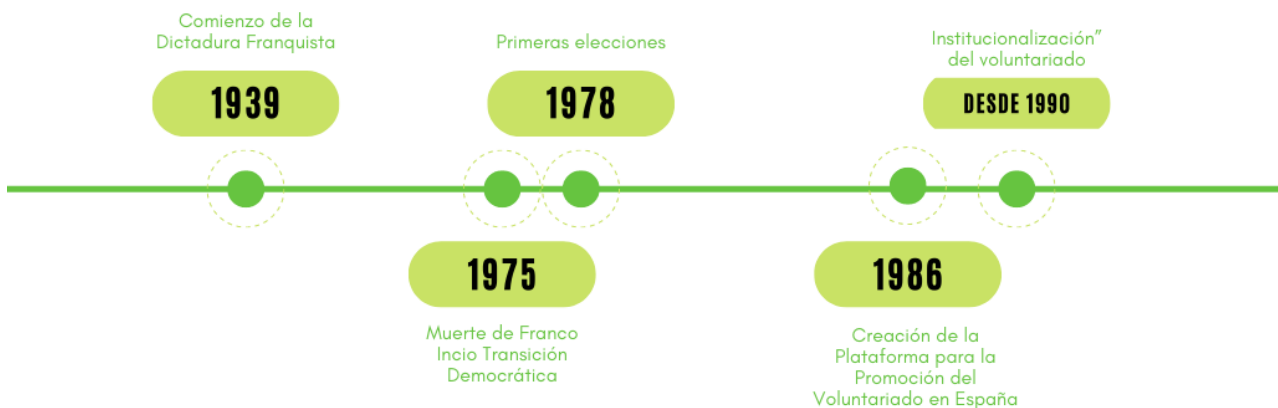 Comienzo de la
Dictadura Franquista
1939
Primeras elecciones
1978
Institucionalización”
del voluntariado
DESDE 1990
1975
Muerte de Franco
Incio Transición
Democrática
1986
Creación de la
Plataforma para la
Promoción del
Voluntariado en España